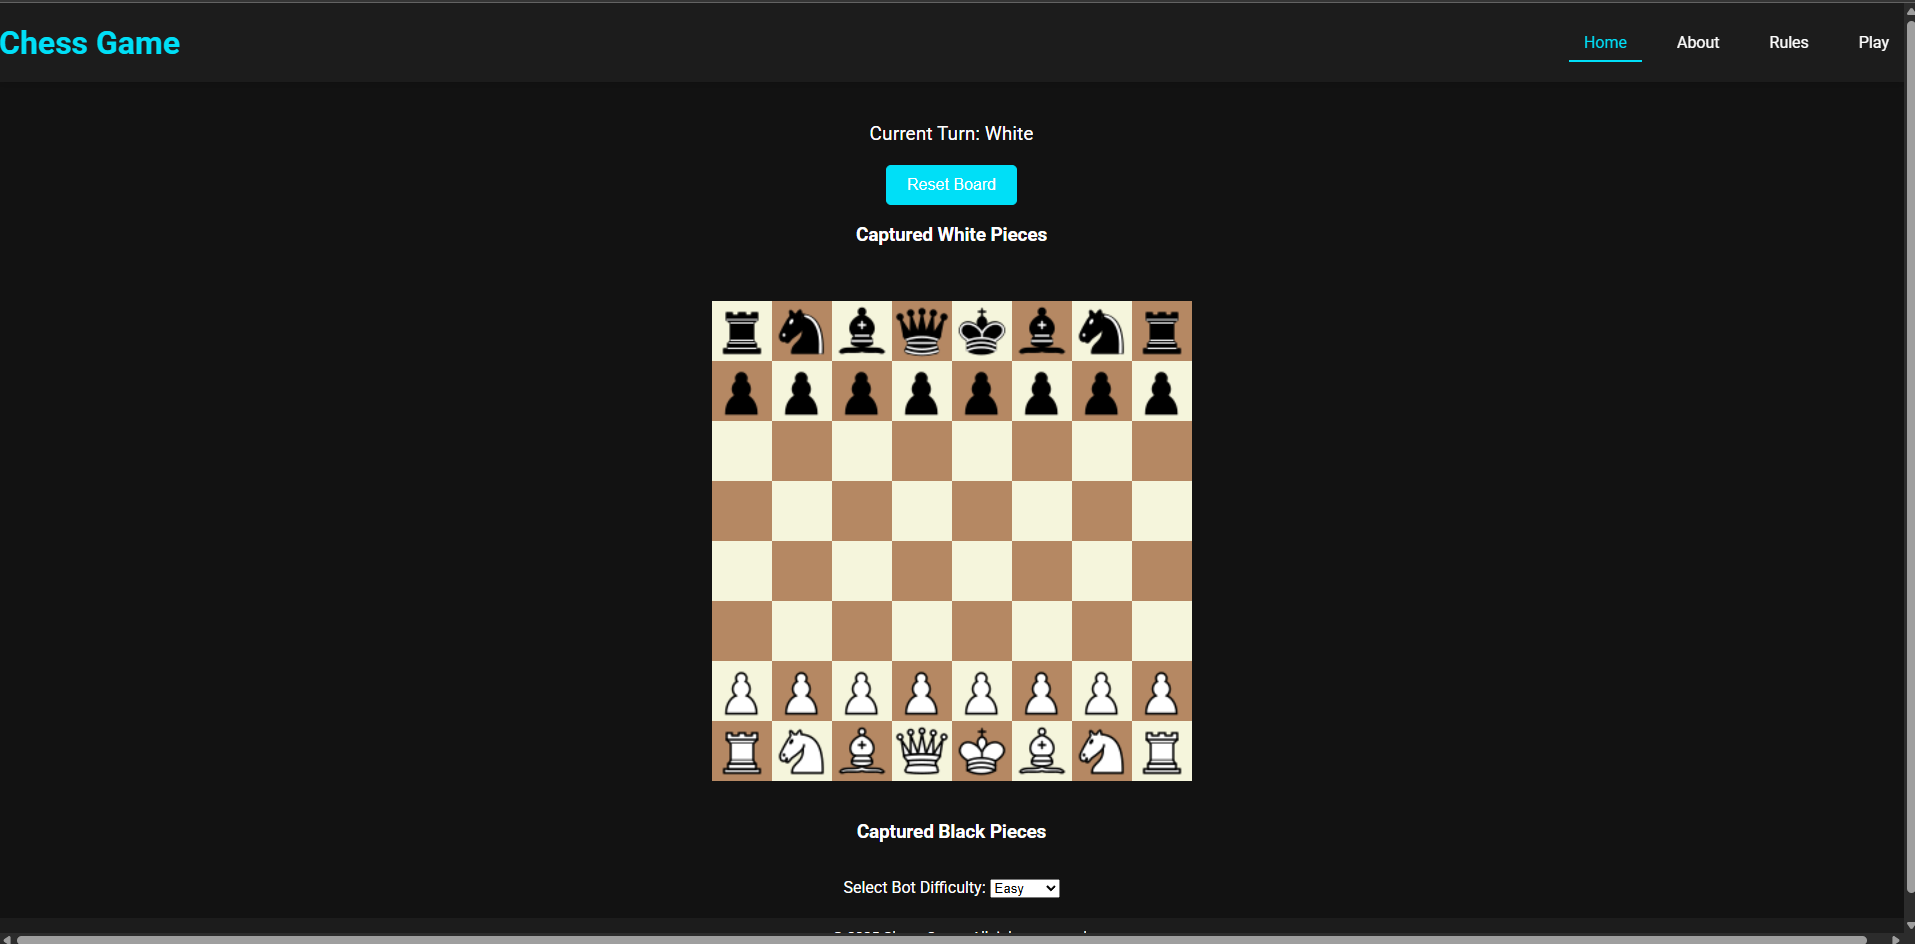 Chess Game
Home About Rules Play
Current Turn: White
Reset Board
Captured White Pieces
Captured Black Pieces
Select Bot Difficulty: Easy